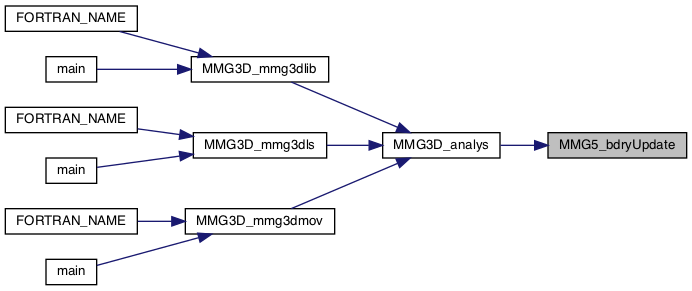 FORTRAN_NAME
main
MMG3D_mmg3dlib
FORTRAN_NAME
main
MMG3D_mmg3dls
MMG3D_analys
MMG5_bdryUpdate
FORTRAN_NAME
main
MMG3D_mmg3dmov